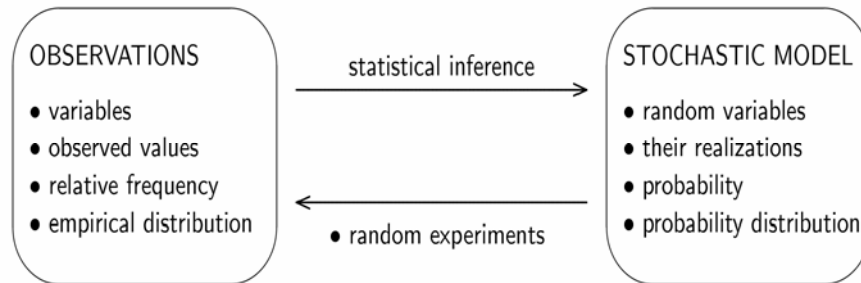 OBSERVATIONS
• variables
• observed values
• relative frequency
• empirical distribution
statistical inference
• random experiments
STOCHASTIC MODEL
• random variables
• their realizations
• probability
• probability distribution